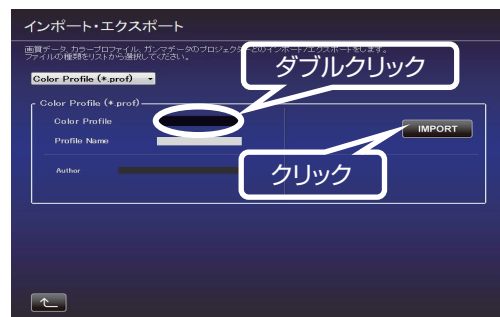 インポート・エクスポート
画質データ, カラープロファイル, ガンマデータのプロジェクターとのインポート/エクスポートをします。
ファイルの種類をリストから選択してください。
ダブルクリック
Color Profile (*.prof)
Color Profile (*.prof)
Color Profile
IMPORT
Profile Name
クリック
Author